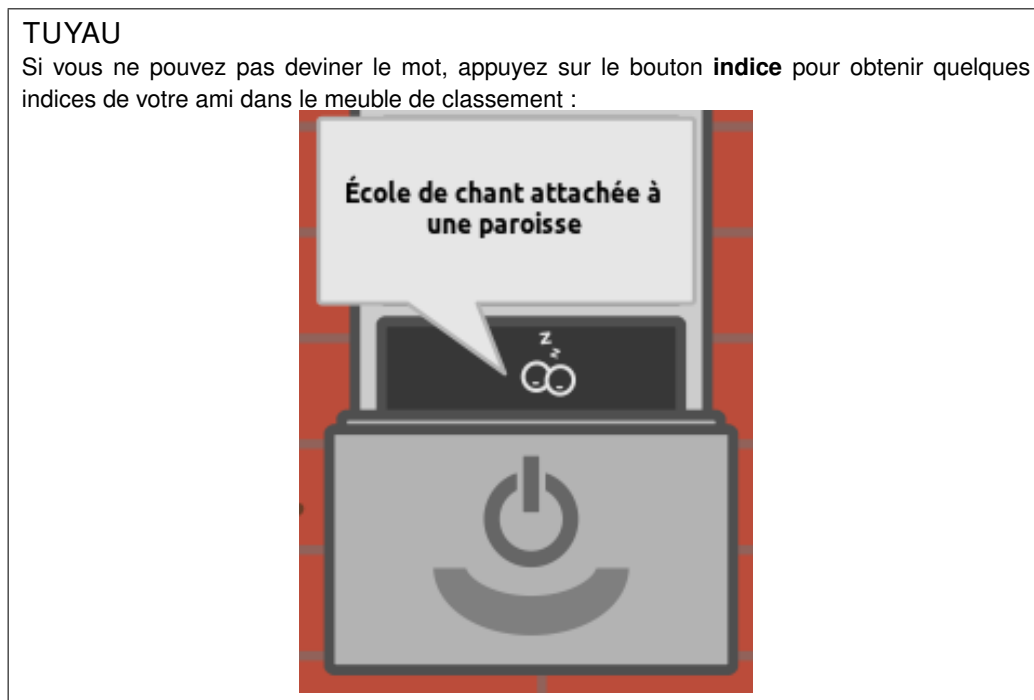 TUYAU
Si vous ne pouvez pas deviner le mot, appuyez sur le bouton indice pour obtenir quelques
indices de votre ami dans le meuble de classement :
École de chant attachée à
une paroisse
z
z